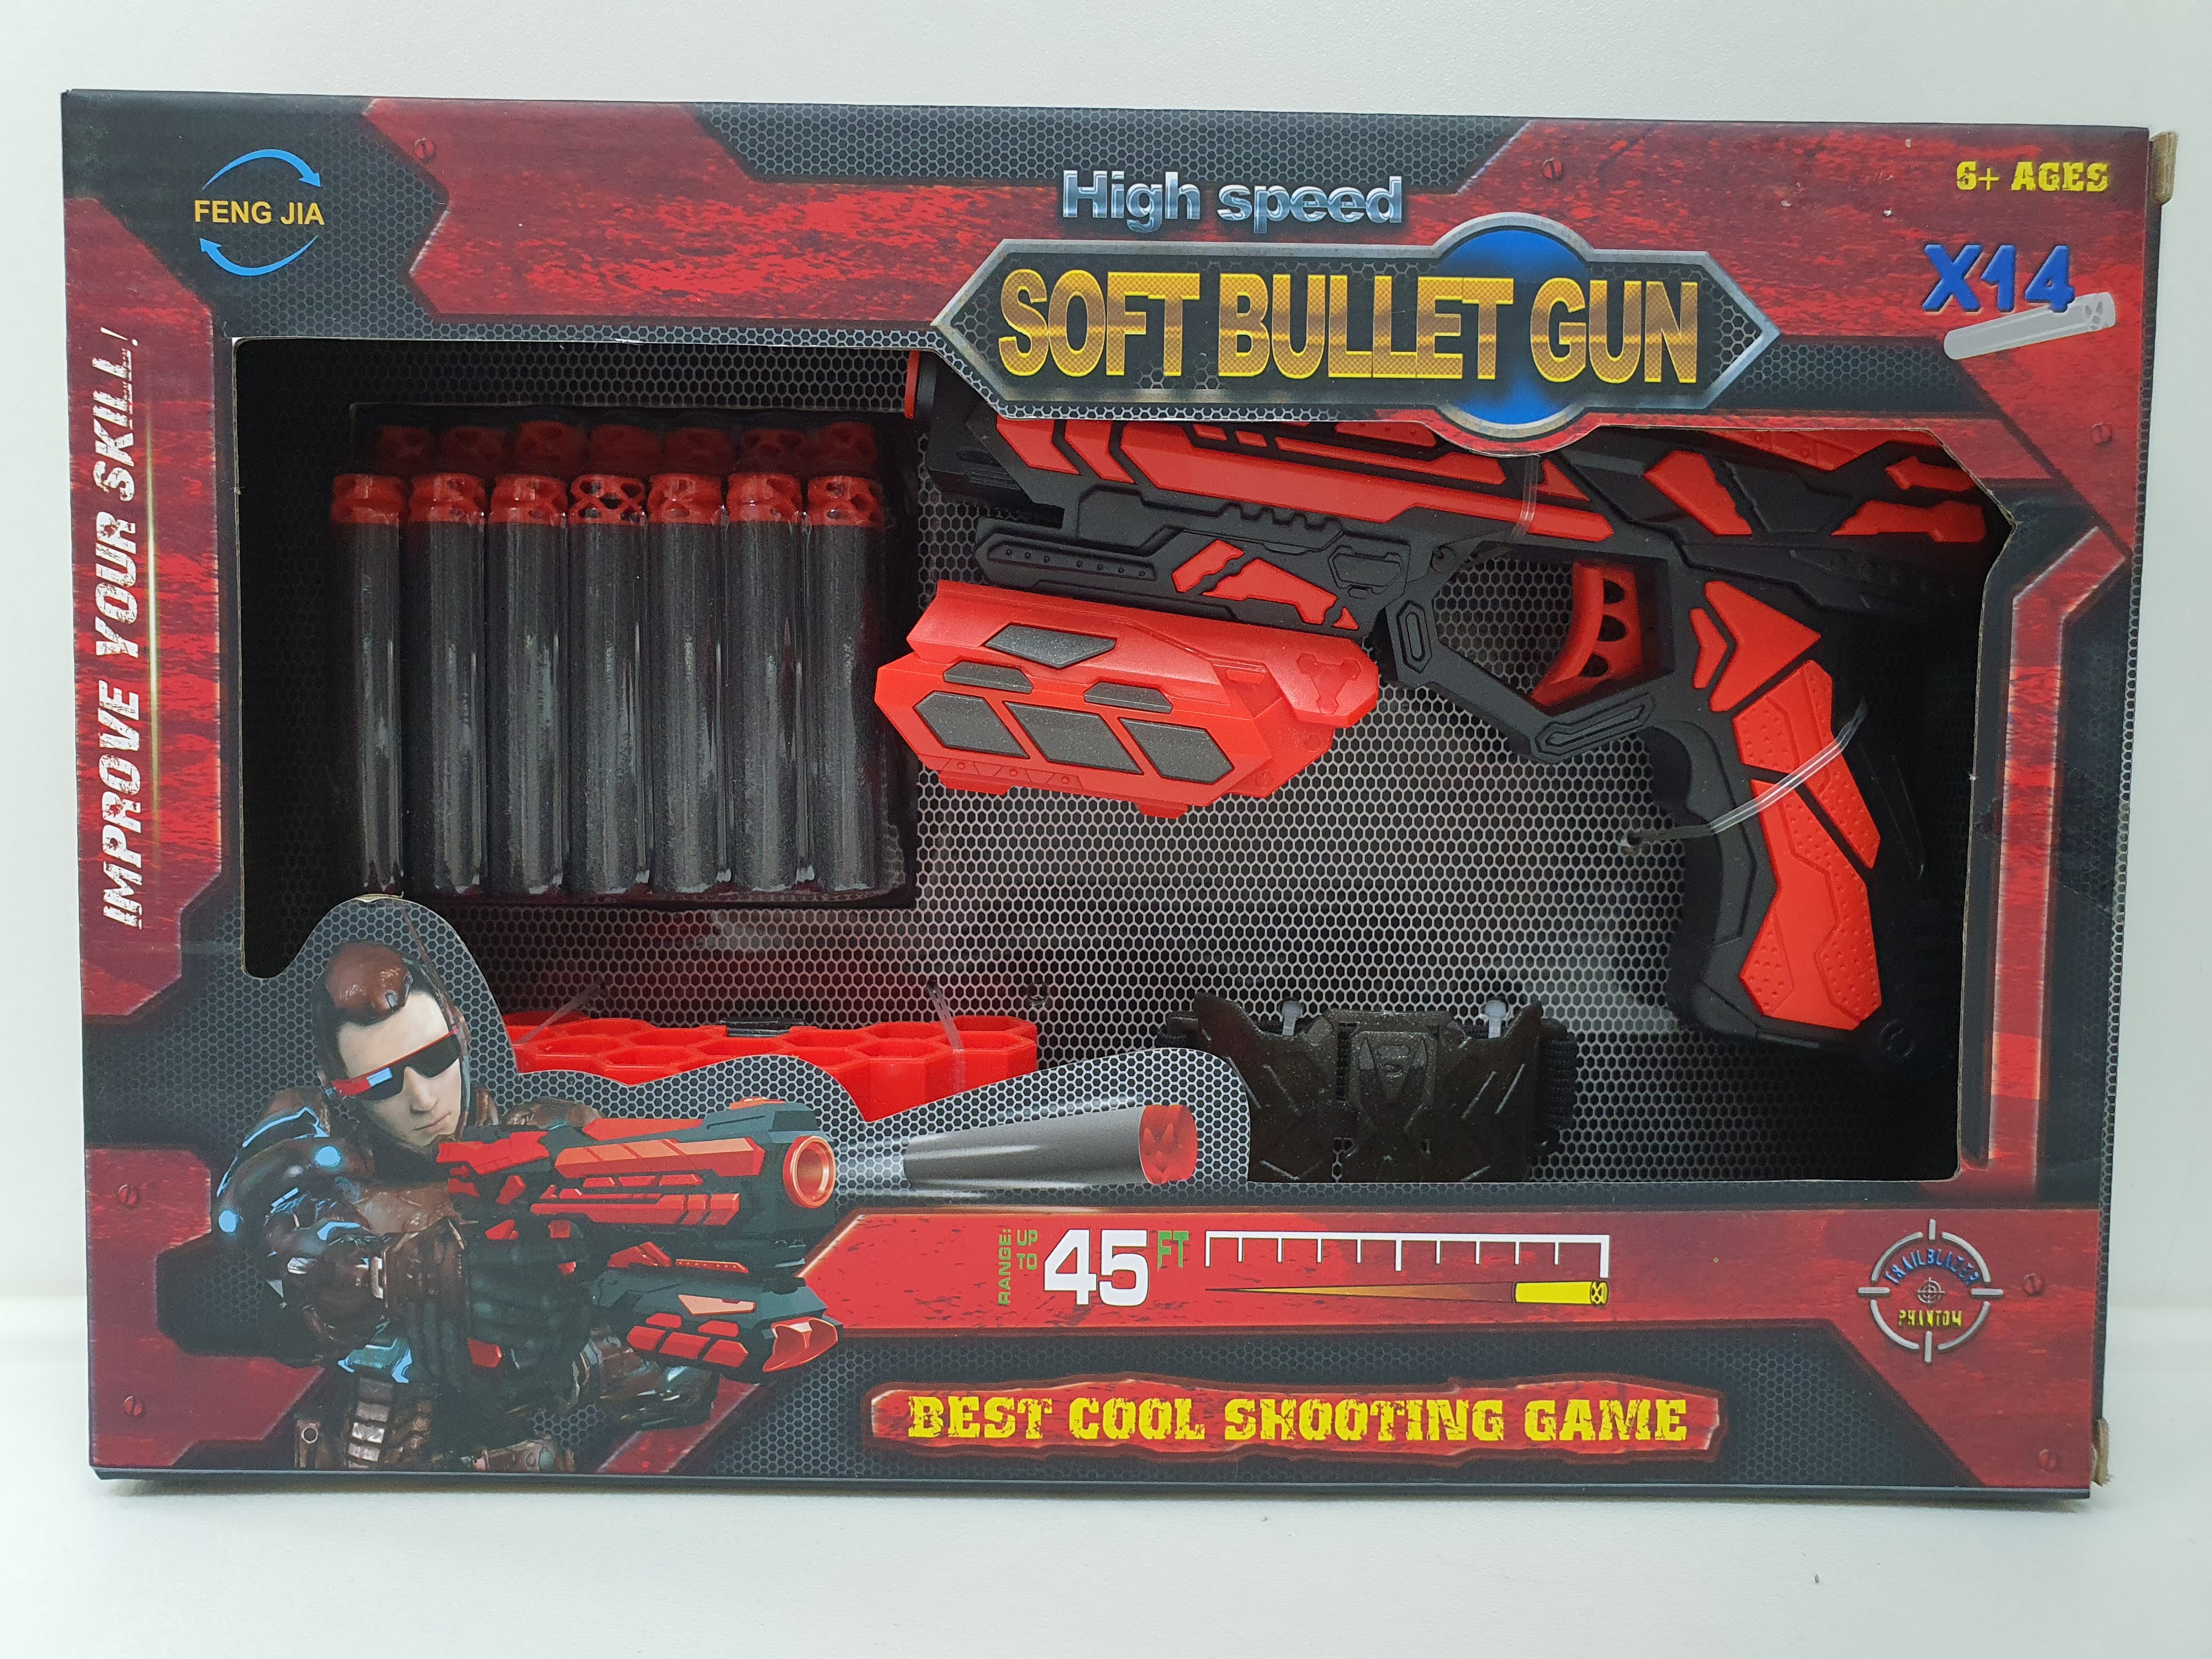 FENG JIA
High speed
6+ AGES
SOFT BULLET GUN
X14
IMPROVE YOUR SKILL!
RANGE: UP TO 45 FT
TRAILBLAZER
PHANTOM
BEST COOL SHOOTING GAME